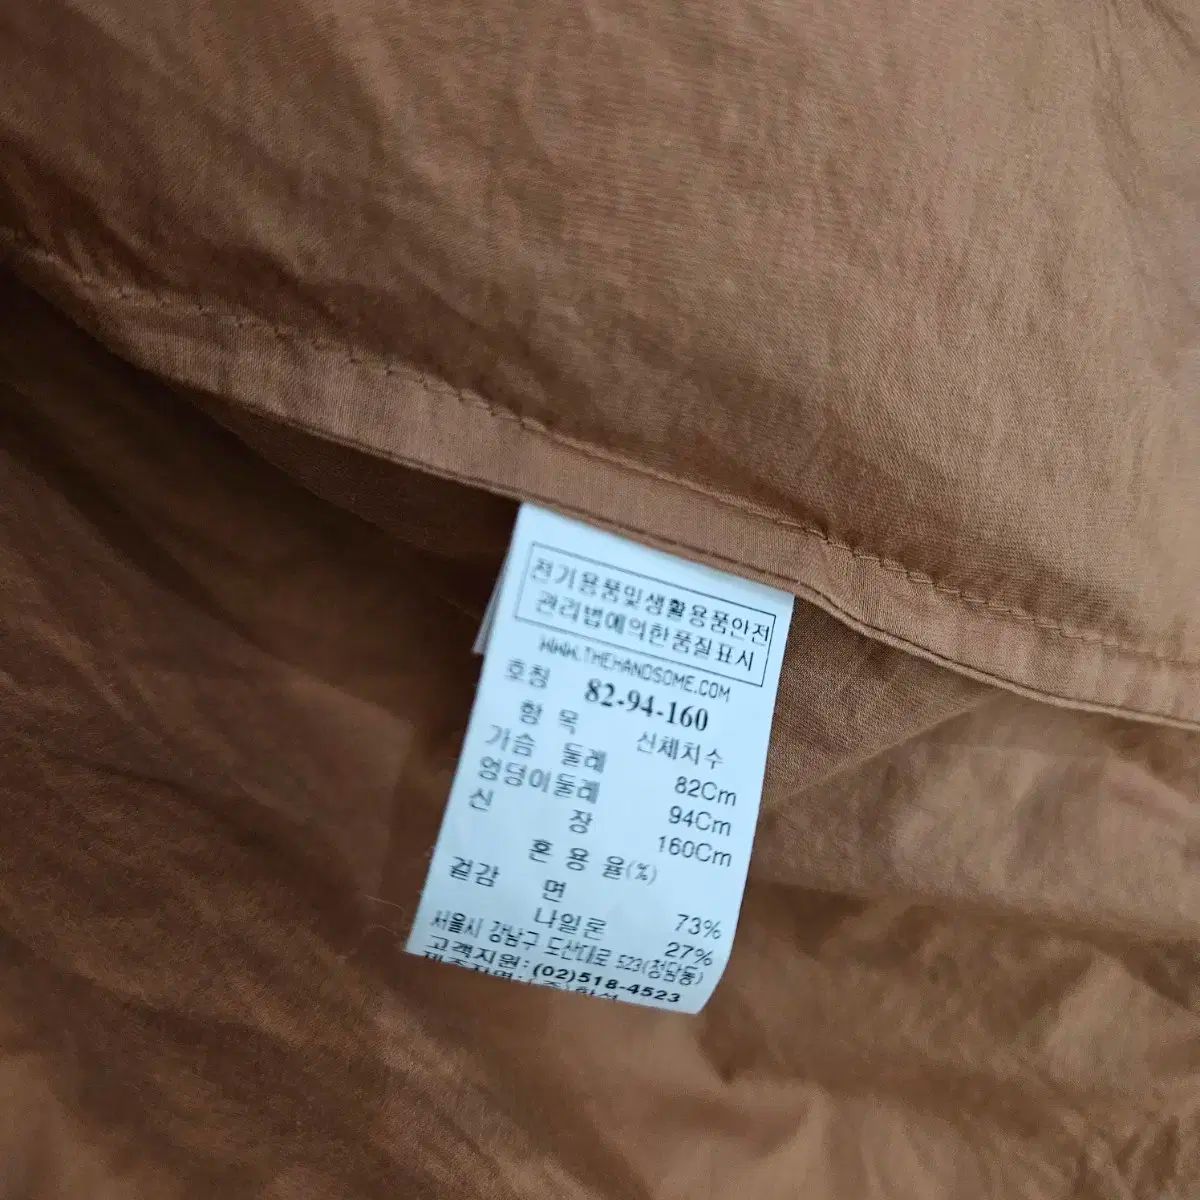 전기용품및생활용품안전
관리법에의한품질표시
WWW.THEHANDSOME.COM
호칭 82-94-160
항 목 신체치수
가슴 둘레 82Cm
엉덩이둘레 94Cm
신 장 160Cm
혼 용 율(%)
겉감 면 73%
나일론 27%
서울시 강남구 도산대로 523(청담동)
고객지원:(02)518-4523